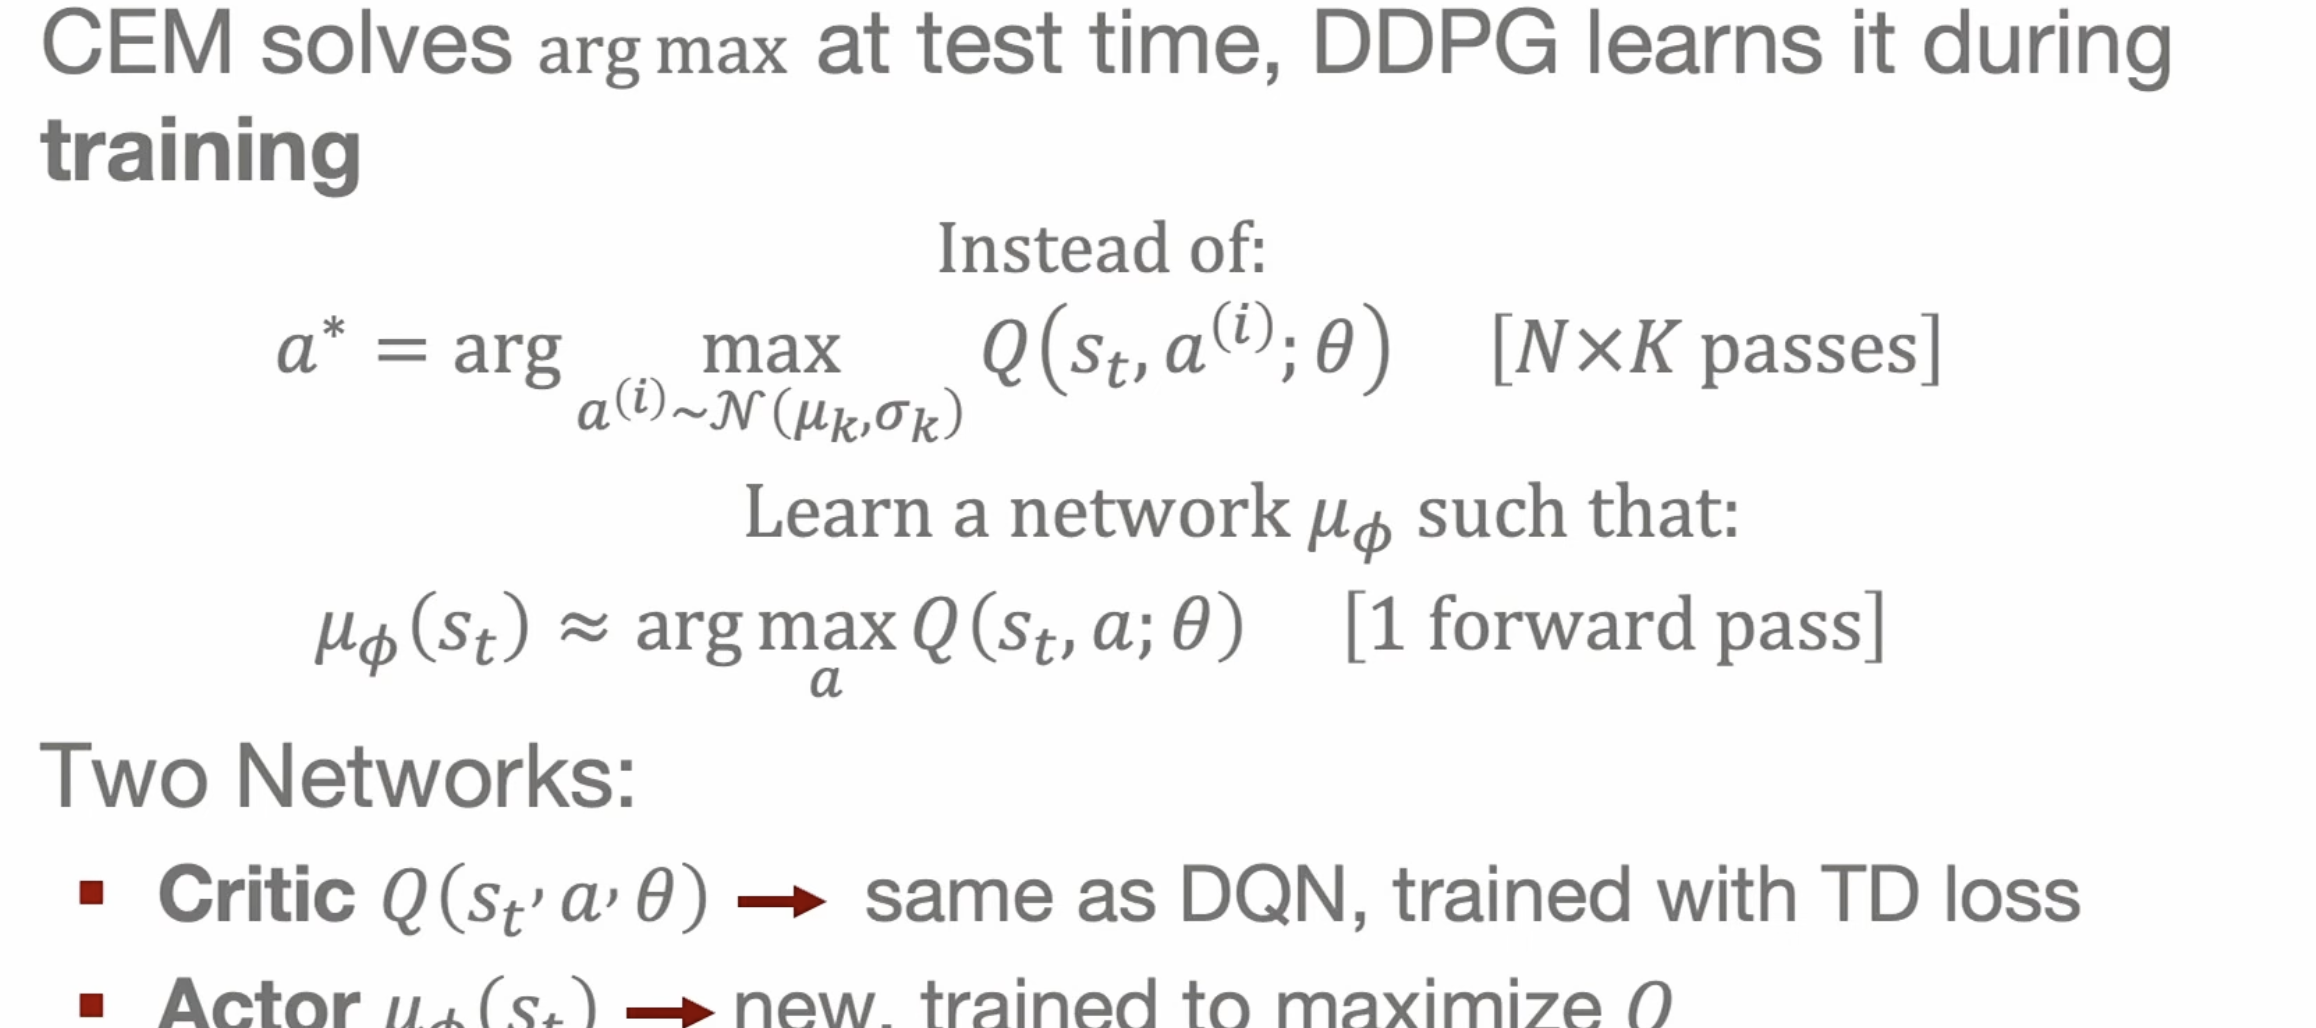 CEM solves arg max at test time, DDPG learns it during
training
Instead of:
a* = arg max_{a^{(i)}~𝒩(μ_k,σ_k)} Q(s_t, a^{(i)}; θ) [N×K passes]
Learn a network μ_ϕ such that:
μ_ϕ(s_t) ≈ arg max_a Q(s_t, a; θ) [1 forward pass]
Two Networks:
▪ Critic Q(s_t, a, θ) → same as DQN, trained with TD loss
▪ Actor μ_ϕ(s_t) → new, trained to maximize Q